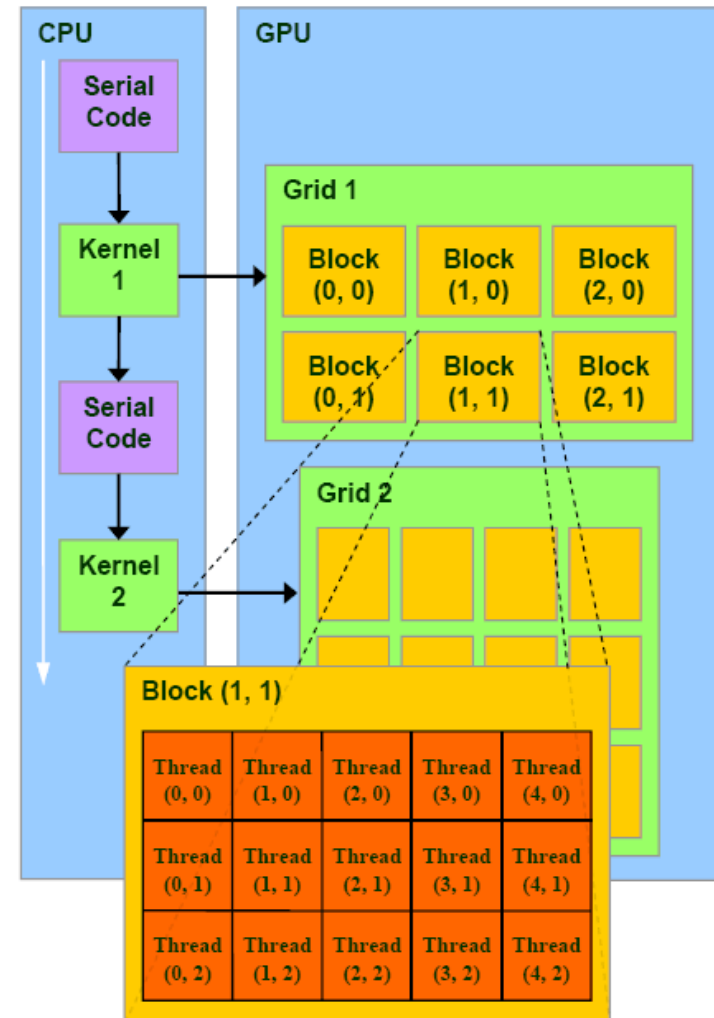 CPU
Serial
Code
Kernel
1
Serial
Code
Kernel
2
GPU
Grid 1
Block
(0, 0)
Block
(1, 0)
Block
(2, 0)
Block
(0, 1)
Block
(1, 1)
Block
(2, 1)
Grid 2
Block (1, 1)
Thread
(0, 0)
Thread
(1, 0)
Thread
(2, 0)
Thread
(3, 0)
Thread
(4, 0)
Thread
(0, 1)
Thread
(1, 1)
Thread
(2, 1)
Thread
(3, 1)
Thread
(4, 1)
Thread
(0, 2)
Thread
(1, 2)
Thread
(2, 2)
Thread
(3, 2)
Thread
(4, 2)